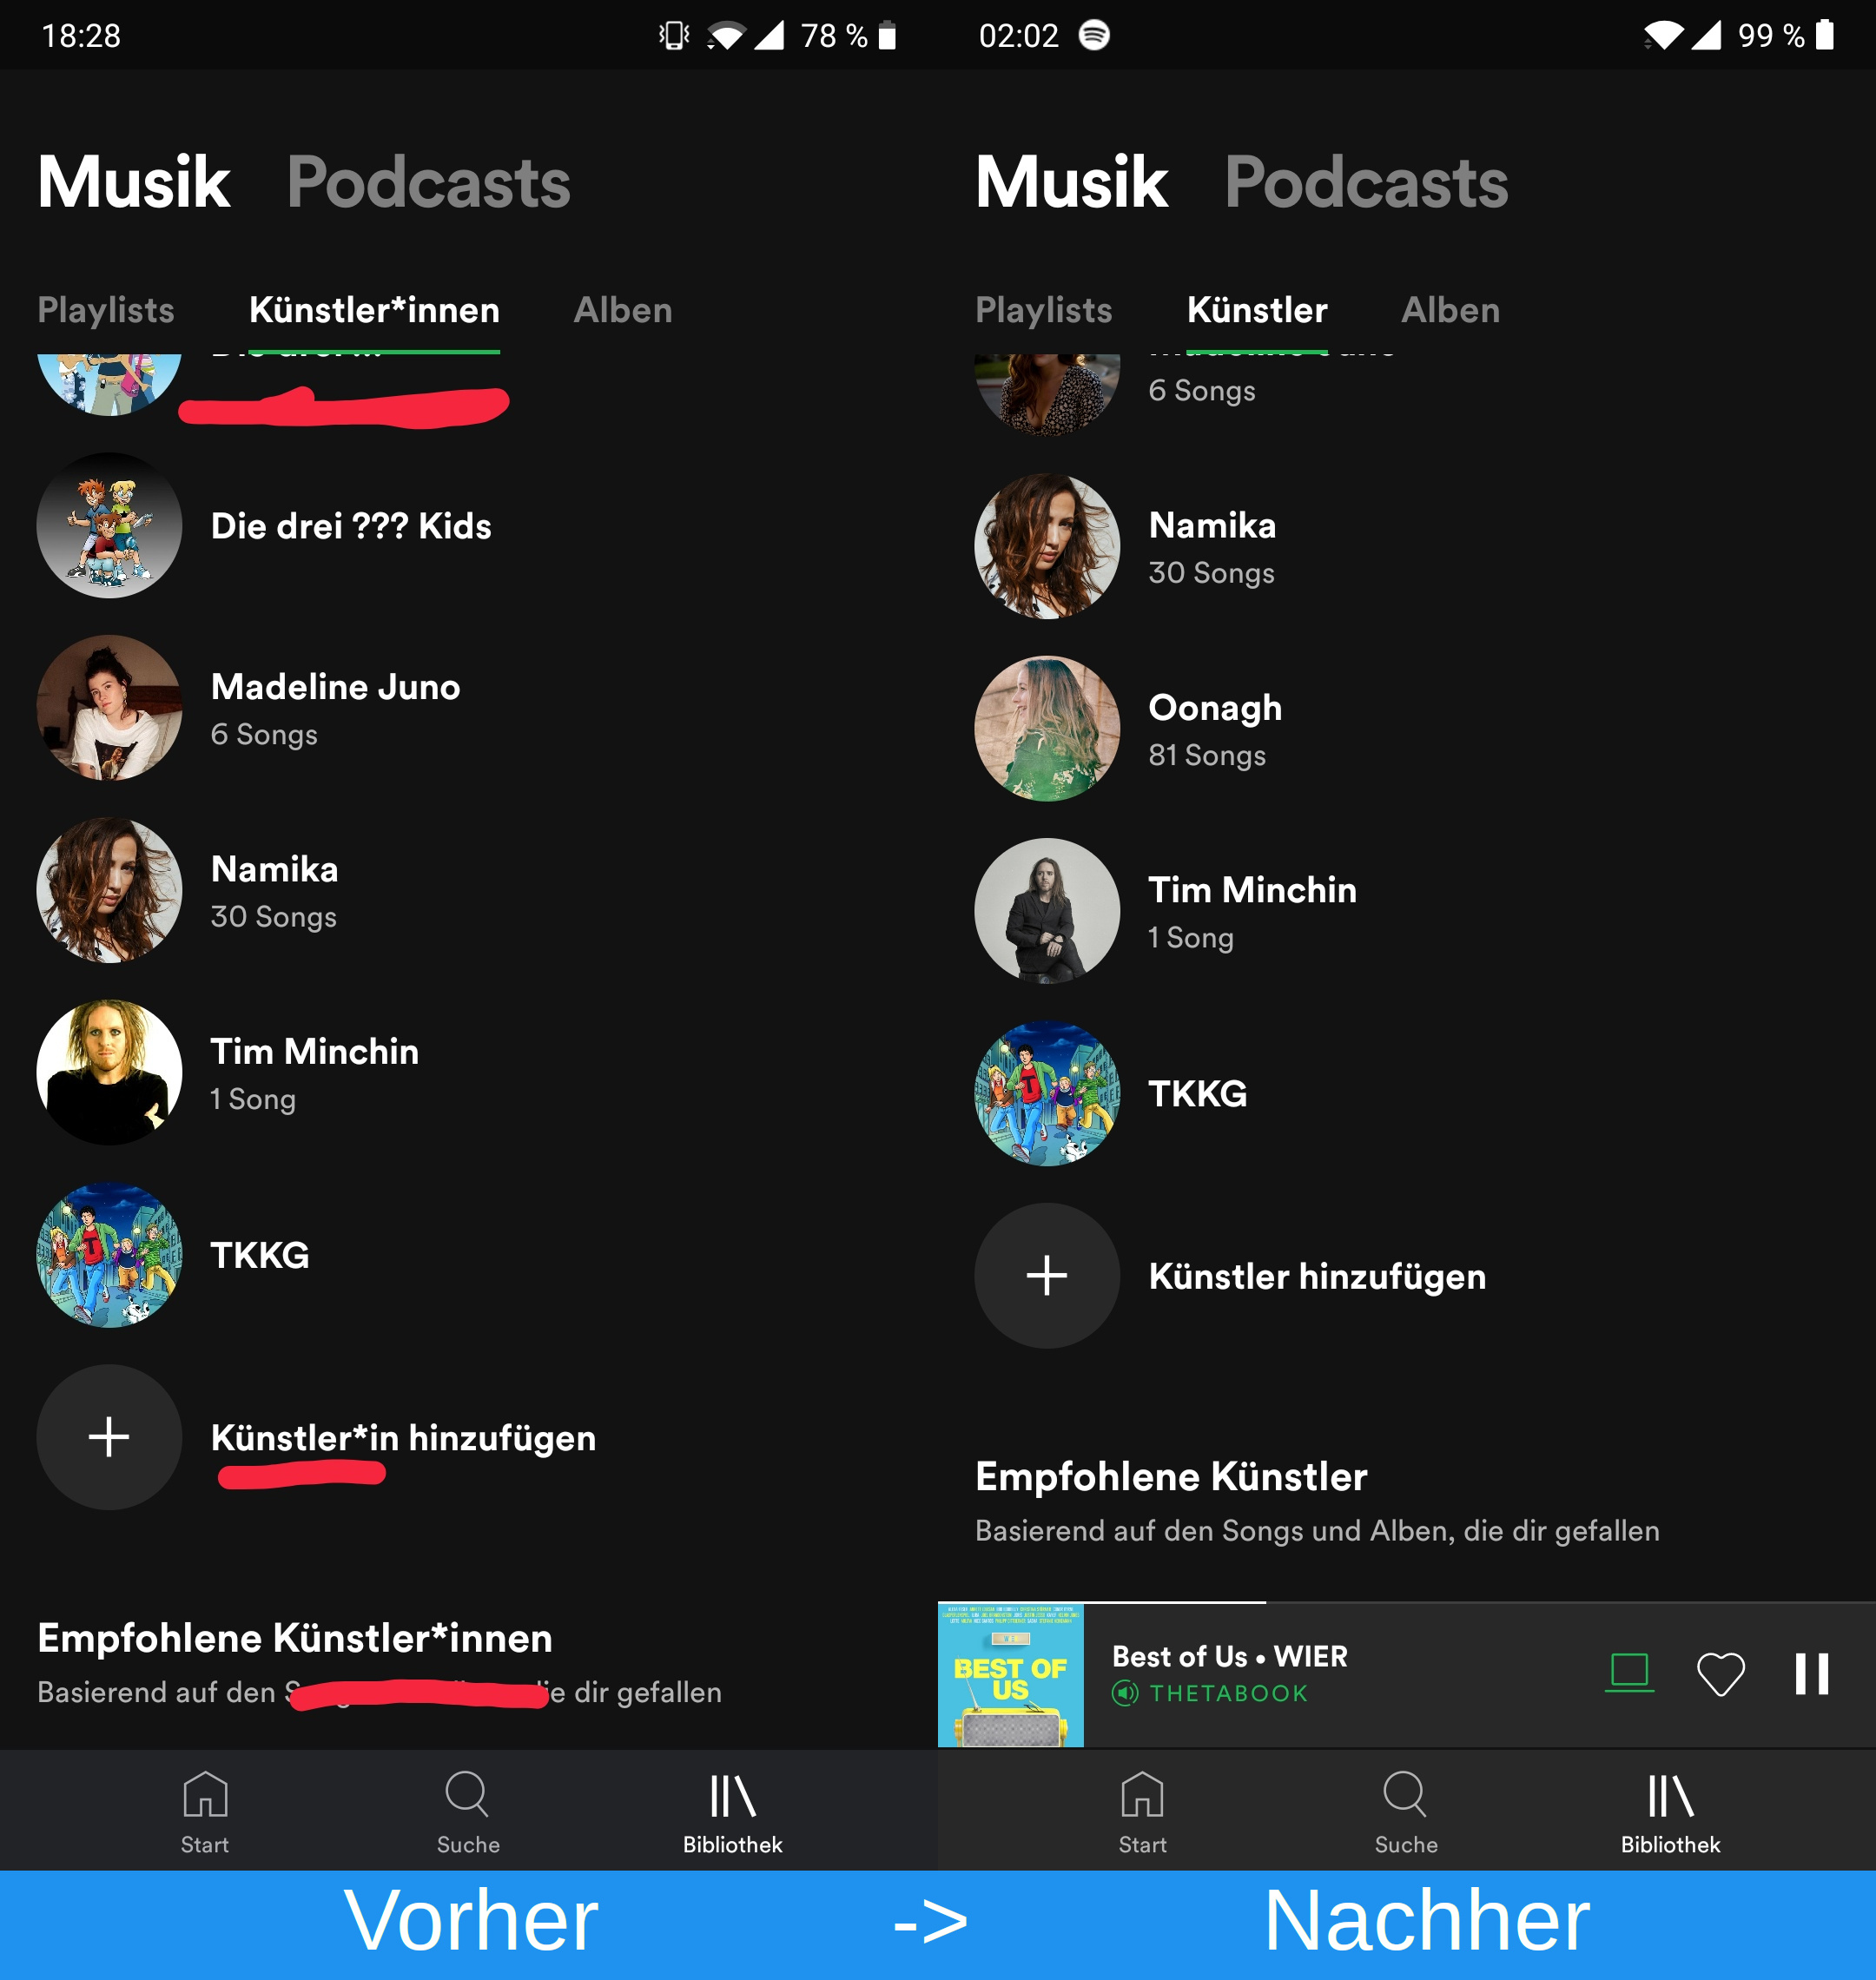 18:28
78 %
Musik Podcasts
Playlists Künstler*innen Alben
Die drei ??? Kids
Madeline Juno
6 Songs
Namika
30 Songs
Tim Minchin
1 Song
TKKG
Künstler*in hinzufügen
Empfohlene Künstler*innen
Basierend auf den dir gefallen
Start Suche Bibliothek
02:02
99 %
Musik Podcasts
Playlists Künstler Alben
6 Songs
Namika
30 Songs
Oonagh
81 Songs
Tim Minchin
1 Song
TKKG
Künstler hinzufügen
Empfohlene Künstler
Basierend auf den Songs und Alben, die dir gefallen
BEST OF
US
Best of Us • WIER
THETABOOK
Start Suche Bibliothek
Vorher -> Nachher